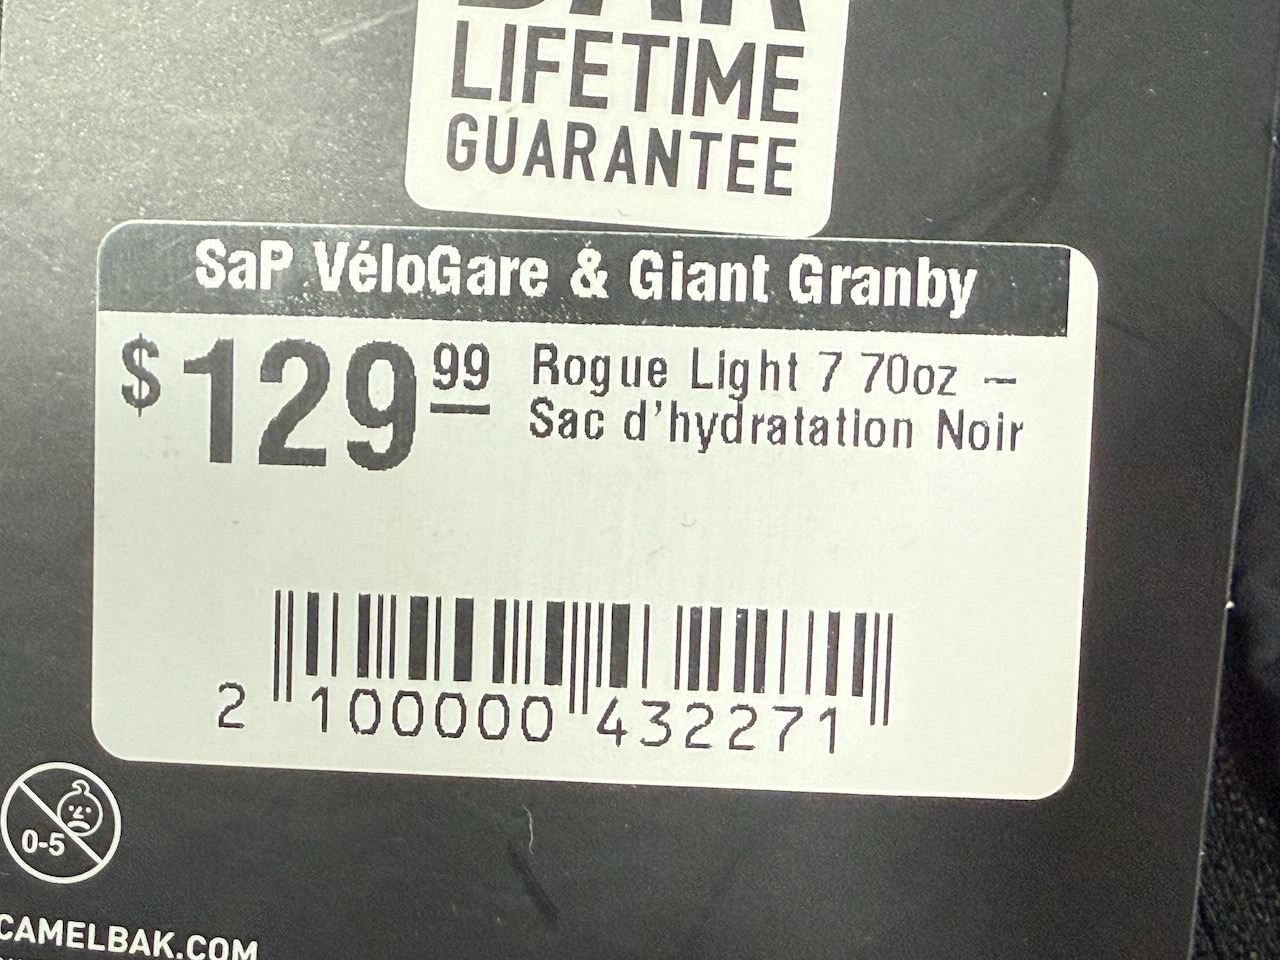 LIFETIME
GUARANTEE
SaP VéloGare & Giant Granby
$129.99 Rogue Light 7 70oz -
Sac d'hydratation Noir
2 100000 432271
0-5
CAMELBAK.COM